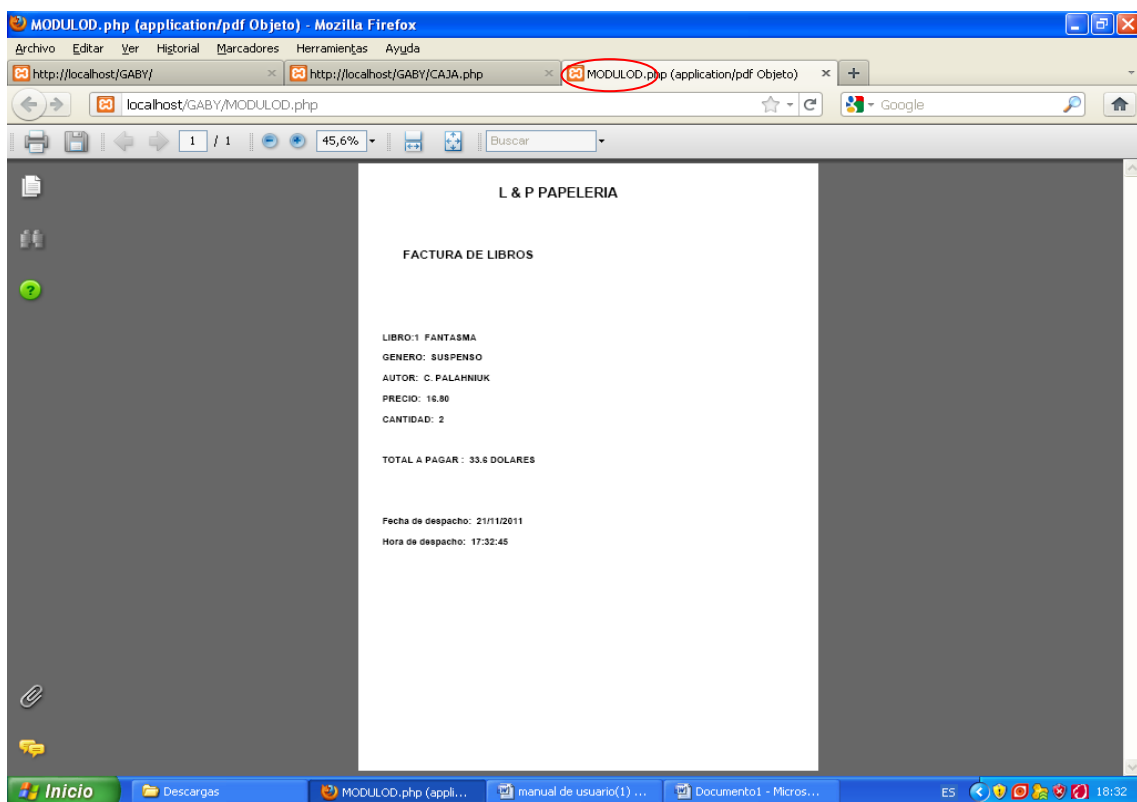 MODULOD.php (application/pdf Objeto) - Mozilla Firefox
Archivo Editar Ver Historial Marcadores Herramientas Ayuda
http://localhost/GABY/ http://localhost/GABY/CAJA.php MODULOD.php (application/pdf Objeto)
localhost/GABY/MODULOD.php Google
1 / 1 45,6% Buscar
L & P PAPELERIA
FACTURA DE LIBROS
LIBRO:1 FANTASMA
GENERO: SUSPENSO
AUTOR: C. PALAHNIUK
PRECIO: 16.80
CANTIDAD: 2
TOTAL A PAGAR : 33.6 DOLARES
Fecha de despacho: 21/11/2011
Hora de despacho: 17:32:45
Inicio Descargas MODULOD.php (appli... manual de usuario(1) ... Documento1 - Micros... ES 18:32